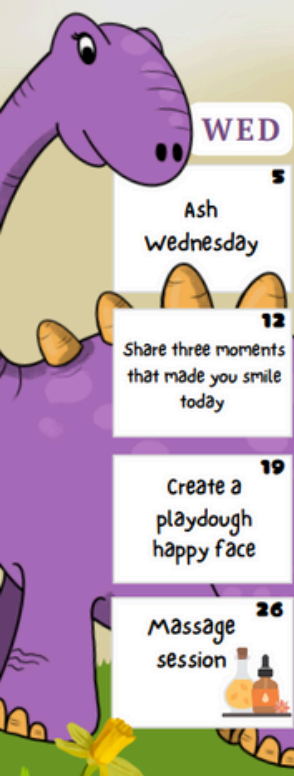 WED
5
Ash
Wednesday
12
Share three moments
that made you smile
today
19
Create a
playdough
happy face
26
Massage
session